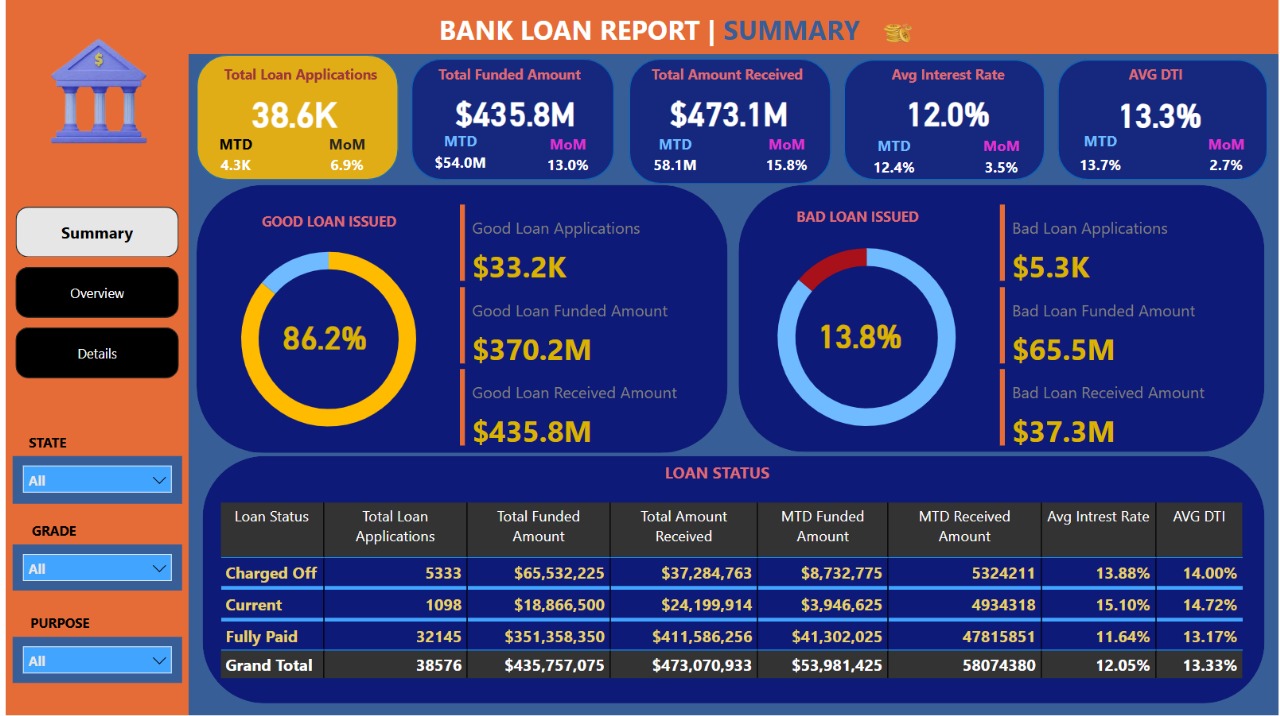 BANK LOAN REPORT | SUMMARY
$
Summary
Overview
Details
STATE
All
GRADE
All
PURPOSE
All
Total Loan Applications
38.6K
MTD MoM
4.3K 6.9%
Total Funded Amount
$435.8M
MTD MoM
$54.0M 13.0%
Total Amount Received
$473.1M
MTD MoM
58.1M 15.8%
Avg Interest Rate
12.0%
MTD MoM
12.4% 3.5%
AVG DTI
13.3%
MTD MoM
13.7% 2.7%
GOOD LOAN ISSUED
86.2%
Good Loan Applications
$33.2K
Good Loan Funded Amount
$370.2M
Good Loan Received Amount
$435.8M
BAD LOAN ISSUED
13.8%
Bad Loan Applications
$5.3K
Bad Loan Funded Amount
$65.5M
Bad Loan Received Amount
$37.3M
LOAN STATUS
Loan Status Total Loan Applications Total Funded Amount Total Amount Received MTD Funded Amount MTD Received Amount Avg Intrest Rate AVG DTI
Charged Off 5333 $65,532,225 $37,284,763 $8,732,775 5324211 13.88% 14.00%
Current 1098 $18,866,500 $24,199,914 $3,946,625 4934318 15.10% 14.72%
Fully Paid 32145 $351,358,350 $411,586,256 $41,302,025 47815851 11.64% 13.17%
Grand Total 38576 $435,757,075 $473,070,933 $53,981,425 58074380 12.05% 13.33%